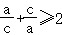 a/c + c/a ⩾ 2